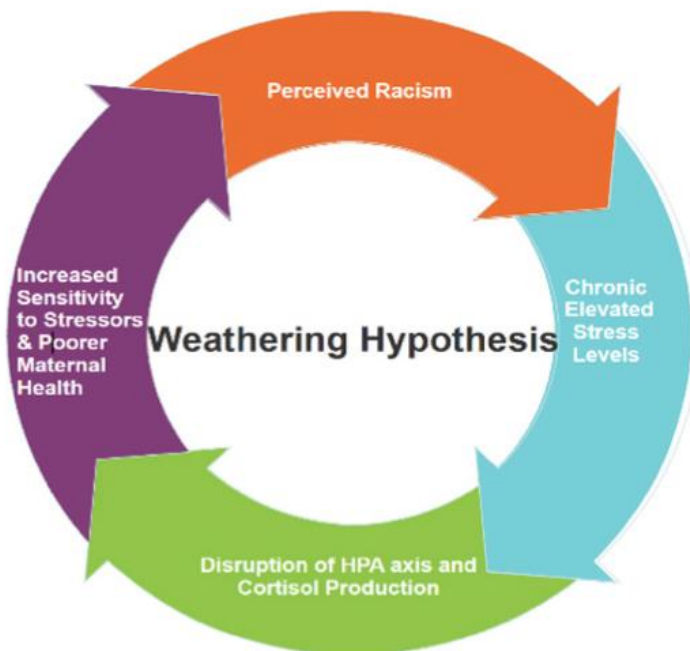 Perceived Racism
Chronic
Elevated
Stress
Levels
Disruption of HPA axis and
Cortisol Production
Increased
Sensitivity
to Stressors
& Poorer
Maternal
Health
Weathering Hypothesis